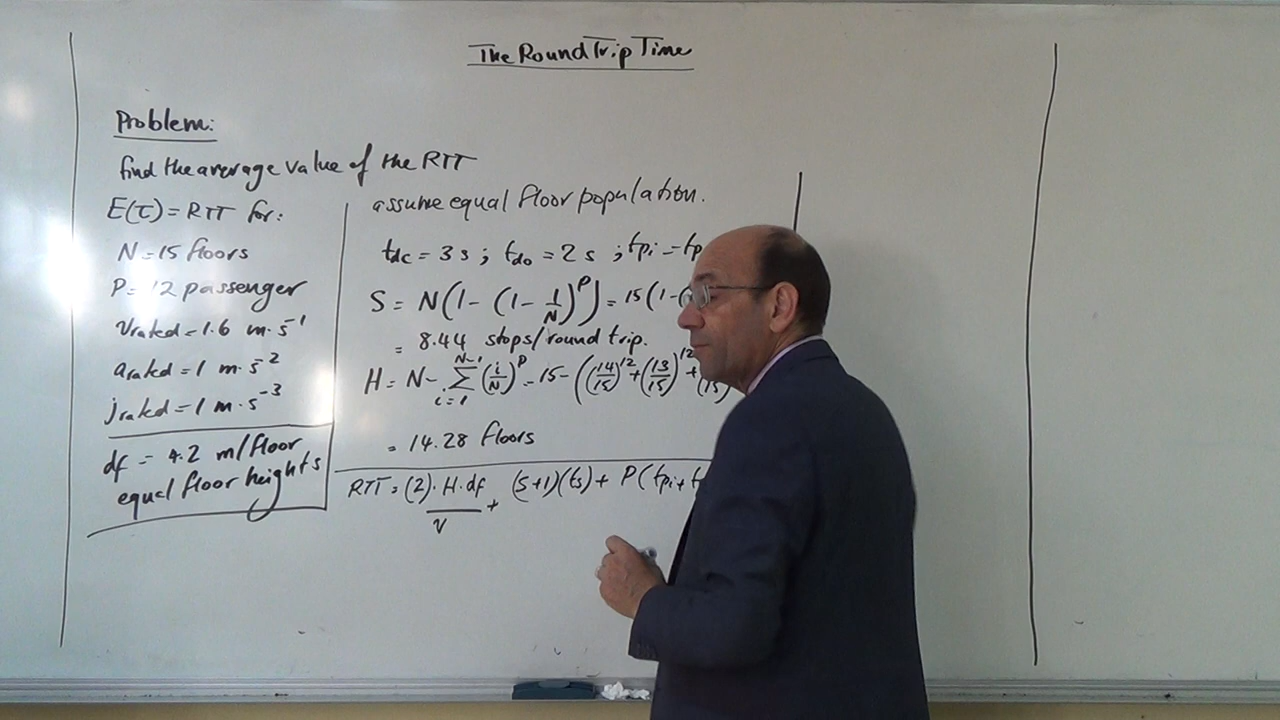 The Round Trip Time
Problem:
find the average value of the RTT
E(τ) = RTT for:
N = 15 floors
P = 12 passenger
Vrated = 1.6 m·s⁻¹
arated = 1 m·s⁻²
jrated = 1 m·s⁻³
df = 4.2 m/floor
equal floor heights
assume equal floor population.
tdc = 3 s ; tdo = 2 s ; tpi = tp
S = N(1 - (1 - 1/N)^P) = 15(1-(
= 8.44 stops/round trip.
H = N - Σ_{i=1}^{N-1} (i/N)^P = 15 - ((14/15)^12 + (13/15)^12 +
= 14.28 floors
RTT = (2)· H·df/V + (S+1)(ts) + P(tpi +